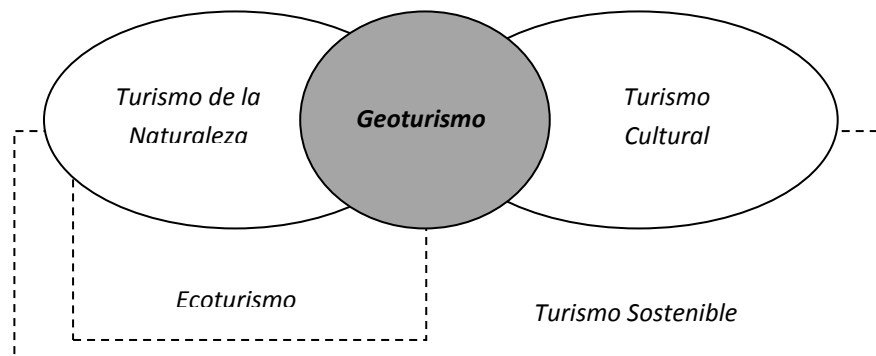 Turismo de la
Naturaleza
Geoturismo
Turismo
Cultural
Ecoturismo
Turismo Sostenible